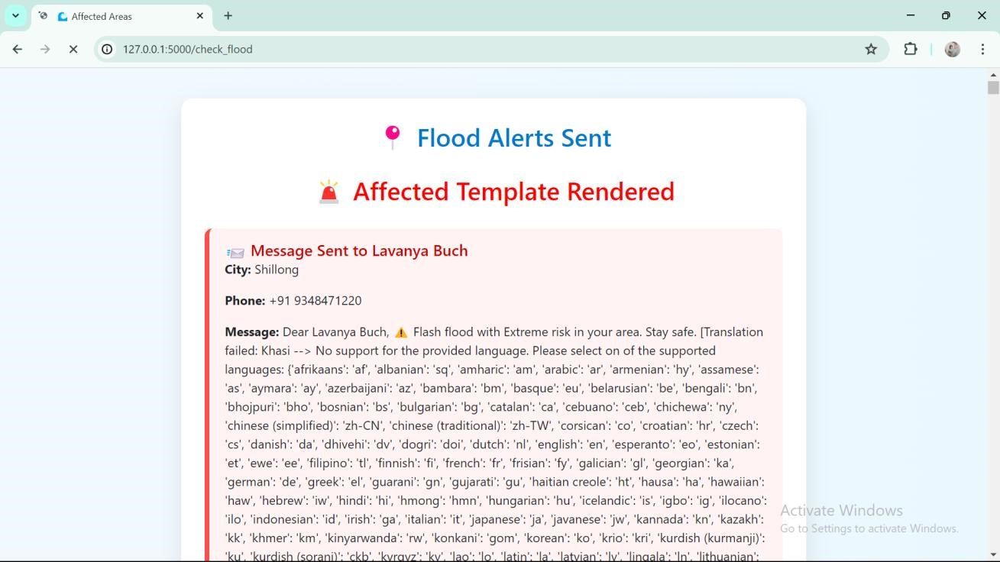 Affected Areas
127.0.0.1:5000/check_flood
Flood Alerts Sent
Affected Template Rendered
Message Sent to Lavanya Buch
City: Shillong
Phone: +91 9348471220
Message: Dear Lavanya Buch, ⚠️ Flash flood with Extreme risk in your area. Stay safe. [Translation
failed: Khasi --> No support for the provided language. Please select on of the supported
languages: {'afrikaans': 'af', 'albanian': 'sq', 'amharic': 'am', 'arabic': 'ar', 'armenian': 'hy', 'assamese':
'as', 'aymara': 'ay', 'azerbaijani': 'az', 'bambara': 'bm', 'basque': 'eu', 'belarusian': 'be', 'bengali': 'bn',
'bhojpuri': 'bho', 'bosnian': 'bs', 'bulgarian': 'bg', 'catalan': 'ca', 'cebuano': 'ceb', 'chichewa': 'ny',
'chinese (simplified)': 'zh-CN', 'chinese (traditional)': 'zh-TW', 'corsican': 'co', 'croatian': 'hr', 'czech':
'cs', 'danish': 'da', 'dhivehi': 'dv', 'dogri': 'doi', 'dutch': 'nl', 'english': 'en', 'esperanto': 'eo', 'estonian':
'et', 'ewe': 'ee', 'filipino': 'tl', 'finnish': 'fi', 'french': 'fr', 'frisian': 'fy', 'galician': 'gl', 'georgian': 'ka',
'german': 'de', 'greek': 'el', 'guarani': 'gn', 'gujarati': 'gu', 'haitian creole': 'ht', 'hausa': 'ha', 'hawaiian':
'haw', 'hebrew': 'iw', 'hindi': 'hi', 'hmong': 'hmn', 'hungarian': 'hu', 'icelandic': 'is', 'igbo': 'ig', 'ilocano':
'ilo', 'indonesian': 'id', 'irish': 'ga', 'italian': 'it', 'japanese': 'ja', 'javanese': 'jw', 'kannada': 'kn', 'kazakh':
'kk', 'khmer': 'km', 'kinyarwanda': 'rw', 'konkani': 'gom', 'korean': 'ko', 'krio': 'kri', 'kurdish (kurmanji)':
'ku', 'kurdish (sorani)': 'ckb', 'kyrgyz': 'ky', 'lao': 'lo', 'latin': 'la', 'latvian': 'lv', 'lingala': 'ln', 'lithuanian':
Activate Windows
Go to Settings to activate Windows.